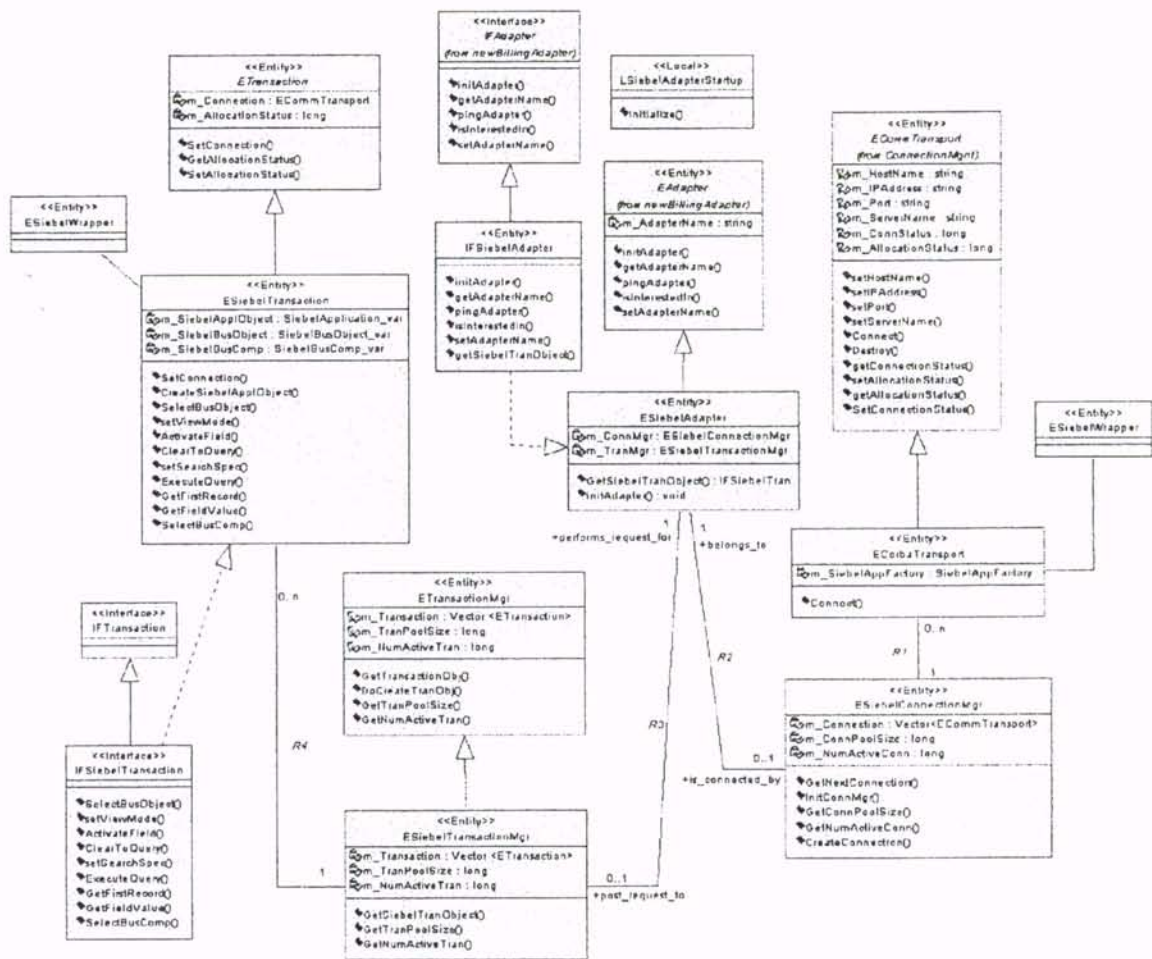 <<Entity>>
ETransaction
m_Connection : ECommTransport
m_AllocationStatus : long
SetConnection()
GetAllocationStatus()
SetAllocationStatus()
<<Interface>>
IFAdapter
(from newBillingAdapter)
initAdapter()
getAdapterName()
pingAdapter()
isInterestedIn()
setAdapterName()
<<Local>>
LSiebelAdapterStartup
initialize()
<<Entity>>
ECommTransport
(from ConnectionMgnt)
m_HostName : string
m_IPAddress : string
m_Port : string
m_ServerName : string
m_ConnStatus : long
m_AllocationStatus : long
setHostName()
setIPAddress()
setPort()
setServerName()
Connect()
Destroy()
getConnectionStatus()
setAllocationStatus()
getAllocationStatus()
SetConnectionStatus()
<<Entity>>
EAdapter
(from newBillingAdapter)
m_AdapterName : string
initAdapter()
getAdapterName()
pingAdapter()
isInterestedIn()
setAdapterName()
<<Entity>>
ESiebelWrapper
<<Entity>>
IFSiebelAdapter
initAdapter()
getAdapterName()
pingAdapter()
isInterestedIn()
setAdapterName()
getSiebelTranObject()
<<Entity>>
ESiebelTransaction
m_SiebelApplObject : SiebelApplication_var
m_SiebelBusObject : SiebelBusObject_var
m_SiebelBusComp : SiebelBusComp_var
SetConnection()
CreateSiebelApplObject()
SelectBusObject()
setViewMode()
ActivateField()
ClearToQuery()
setSearchSpec()
ExecuteQuery()
GetFirstRecord()
GetFieldValue()
SelectBusComp()
<<Entity>>
ESiebelAdapter
m_ConnMgr : ESiebelConnectionMgr
m_TranMgr : ESiebelTransactionMgr
GetSiebelTranObject() : IFSiebelTran
initAdapter() : void
<<Entity>>
ESiebelWrapper
1
+performs_request_for
1
+belongs_to
<<Entity>>
ECorbaTransport
m_SiebelAppFactory : SiebelAppFactory
Connect()
<<Entity>>
ETransactionMgr
m_Transaction : Vector <ETransaction>
m_TranPoolSize : long
m_NumActiveTran : long
GetTransactionObj()
DoCreateTranObj()
GetTranPoolSize()
GetNumActiveTran()
0..n
<<Interface>>
IFTransaction
0..n
R1
1
R2
R3
R4
<<Entity>>
ESiebelConnectionMgr
m_Connection : Vector<ECommTransport>
m_ConnPoolSize : long
m_NumActiveConn : long
GetNextConnection()
InitConnMgr()
GetConnPoolSize()
GetNumActiveConn()
CreateConnection()
0..1
+is_connected_by
<<Interface>>
IFSiebelTransaction
SelectBusObject()
setViewMode()
ActivateField()
ClearToQuery()
setSearchSpec()
ExecuteQuery()
GetFirstRecord()
GetFieldValue()
SelectBusComp()
1
<<Entity>>
ESiebelTransactionMgr
m_Transaction : Vector <ETransaction>
m_TranPoolSize : long
m_NumActiveTran : long
GetSiebelTranObject()
GetTranPoolSize()
GetNumActiveTran()
0..1
+post_request_to